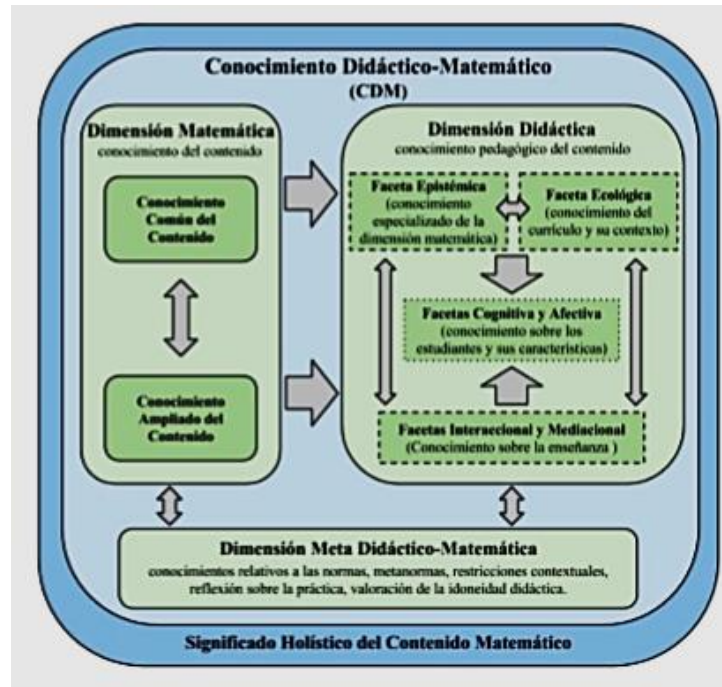 Conocimiento Didáctico-Matemático
(CDM)
Dimensión Matemática
conocimiento del contenido
Conocimiento
Común del
Contenido
Conocimiento
Ampliado del
Contenido
Dimensión Didáctica
conocimiento pedagógico del contenido
Faceta Epistémica
(conocimiento
especializado de la
dimensión matemática)
Faceta Ecológica
(conocimiento del
currículo y su contexto)
Facetas Cognitiva y Afectiva
(conocimiento sobre los
estudiantes y sus características)
Facetas Interaccional y Mediacional
(Conocimiento sobre la enseñanza )
Dimensión Meta Didáctico-Matemática
conocimientos relativos a las normas, metanormas, restricciones contextuales,
reflexión sobre la práctica, valoración de la idoneidad didáctica.
Significado Holístico del Contenido Matemático